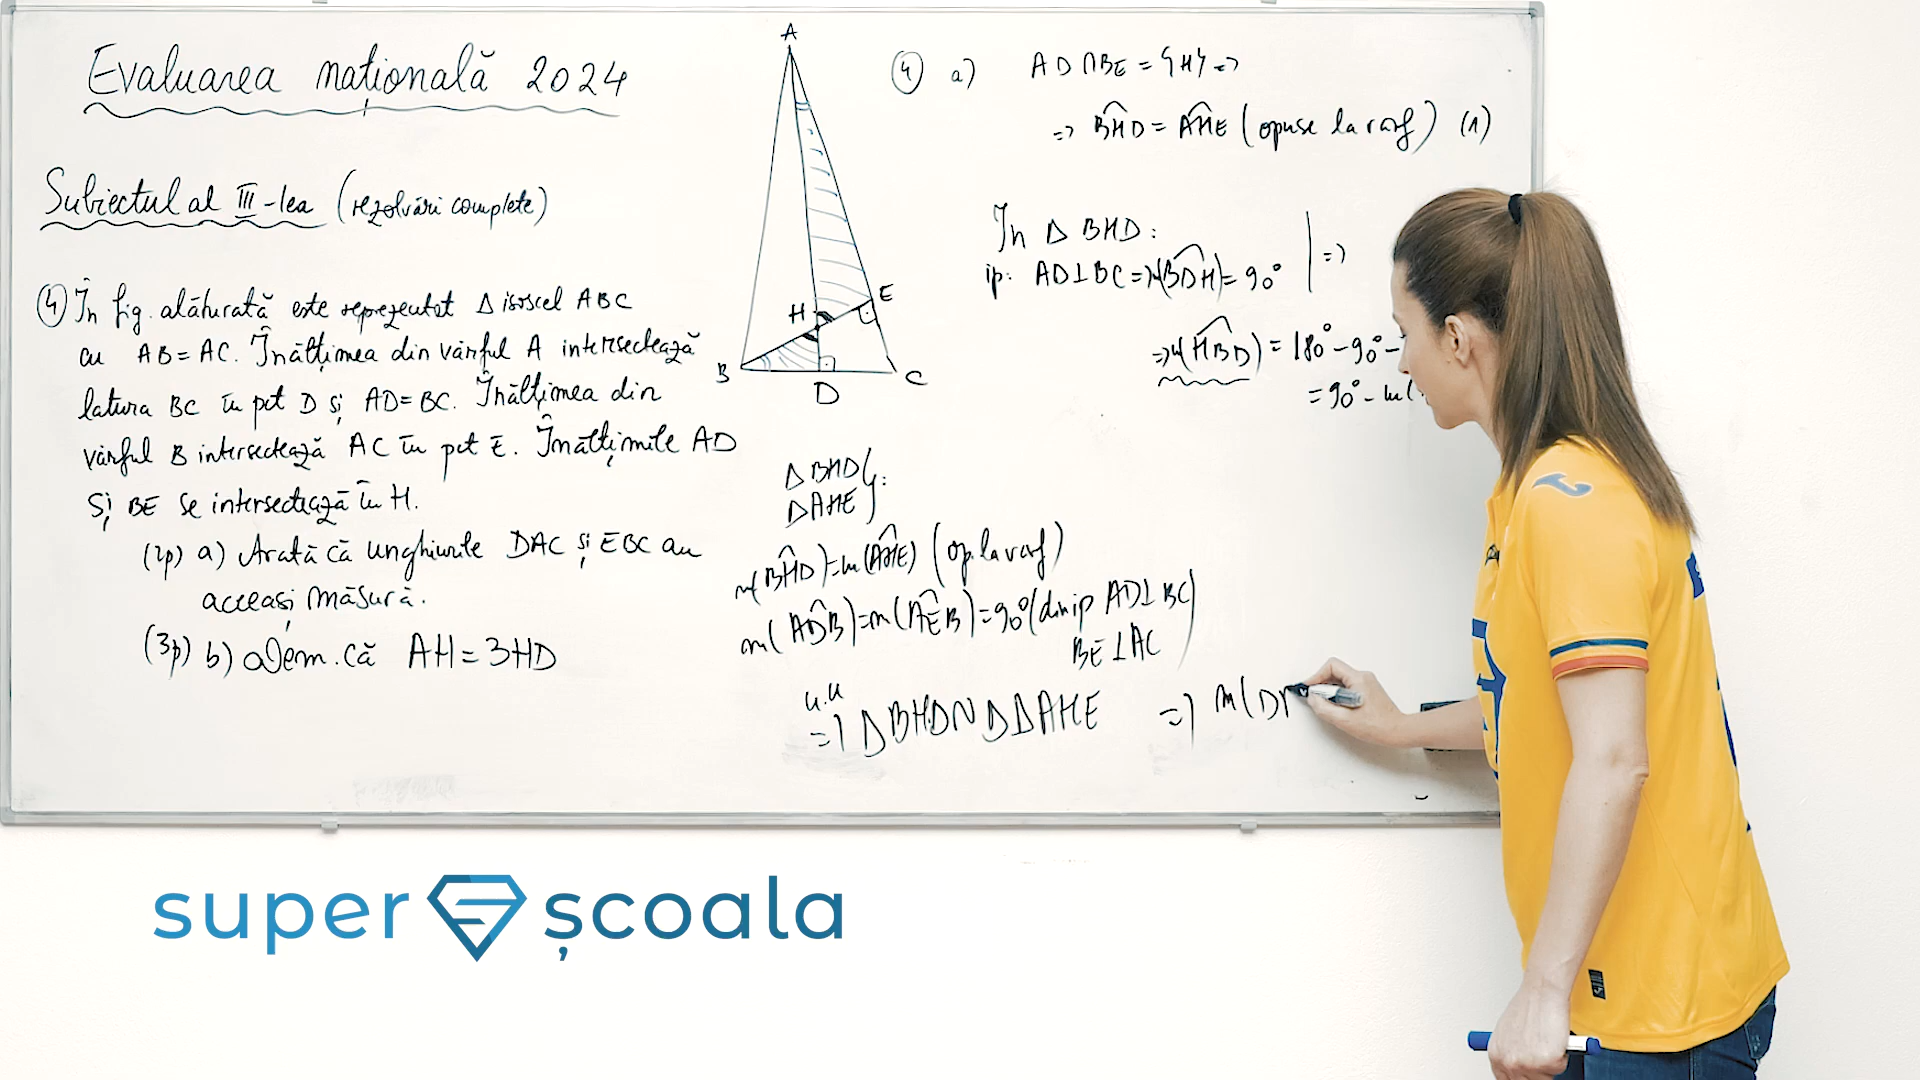 Evaluarea națională 2024
Subiectul al III-lea (rezolvări complete)
④ În fig. alăturată este reprezentat Δ isoscel ABC
cu AB = AC. Înălțimea din vârful A intersectează
latura BC în pct D și AD = BC. Înălțimea din
vârful B intersectează AC în pct E. Înălțimile AD
și BE se intersectează în H.
(2p) a) Arată că unghiurile DAC și EBC au
aceeași măsură.
(3p) b) Dem. că AH = 3HD
A
H
E
B
D
C
④ a) AD ∩ BE = {H} =>
=> BHD = AHE (opuse la vârf) (1)
În Δ BHD:
ip: AD ⊥ BC => m(BDH) = 90° | =>
=> m(HBD) = 180° - 90° -
= 90° - m(
Δ BHD
Δ AHE } :
m(BHD) = m(AHE) (op. la vârf)
m(ADB) = m(AEB) = 90° (din ip AD ⊥ BC
BE ⊥ AC)
u.u
=> Δ BHD ~ Δ AHE => m(D
super școala